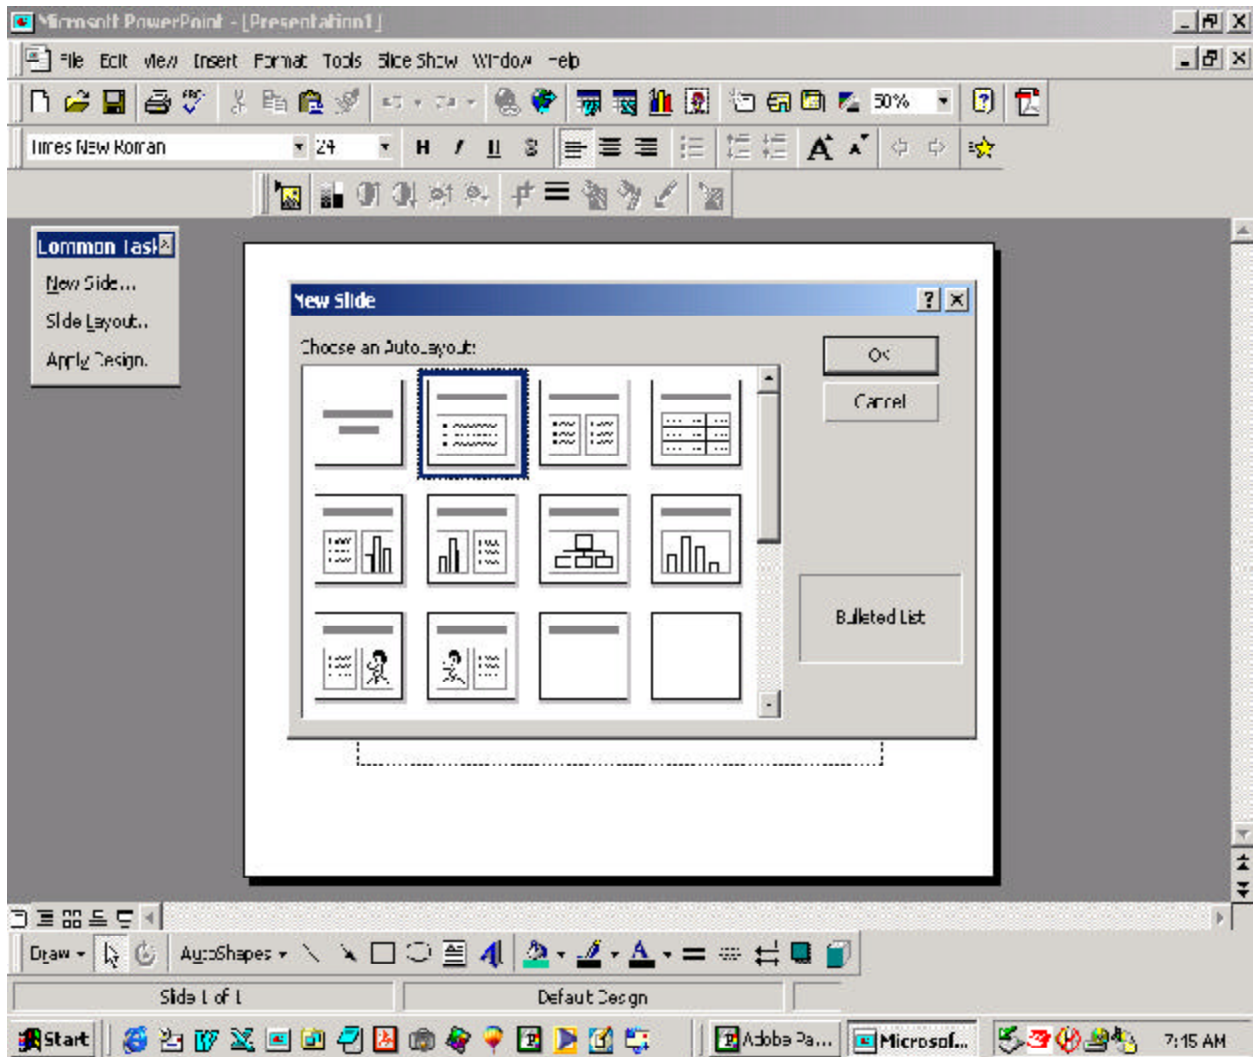 Microsoft PowerPoint - [Presentation1]
File Edit View Insert Format Tools Slide Show Window Help
50%
Times New Roman 24
Common Task
New Slide...
Slide Layout..
Apply Design.
New Slide
Choose an AutoLayout:
OK
Cancel
Bulleted List
Draw AutoShapes
Slide 1 of 1 Default Design
Start Adobe Pa... Microsof... 7:15 AM